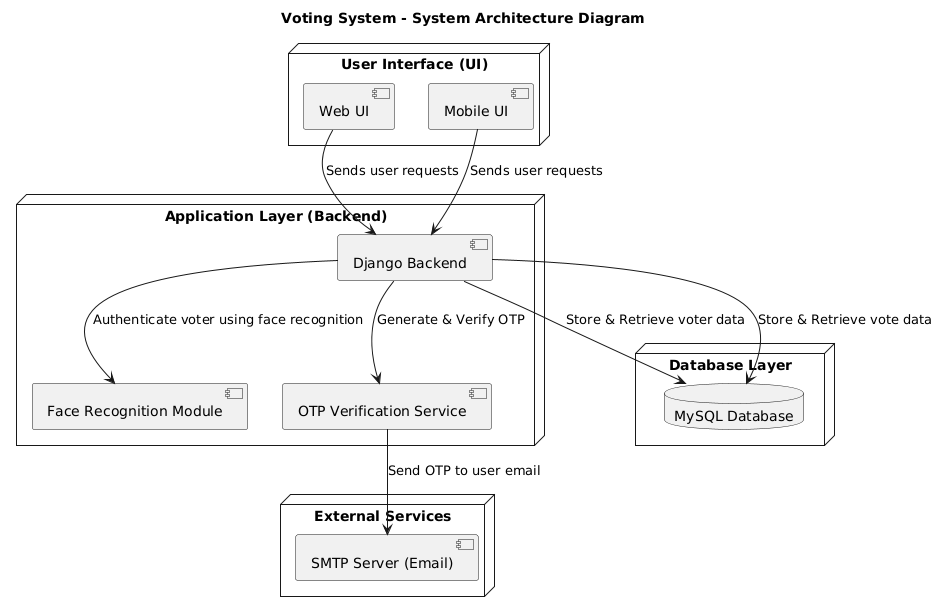 Voting System - System Architecture Diagram
User Interface (UI)
Web UI
Mobile UI
Sends user requests
Sends user requests
Application Layer (Backend)
Django Backend
Authenticate voter using face recognition
Generate & Verify OTP
Store & Retrieve voter data
Store & Retrieve vote data
Database Layer
Face Recognition Module
OTP Verification Service
MySQL Database
Send OTP to user email
External Services
SMTP Server (Email)